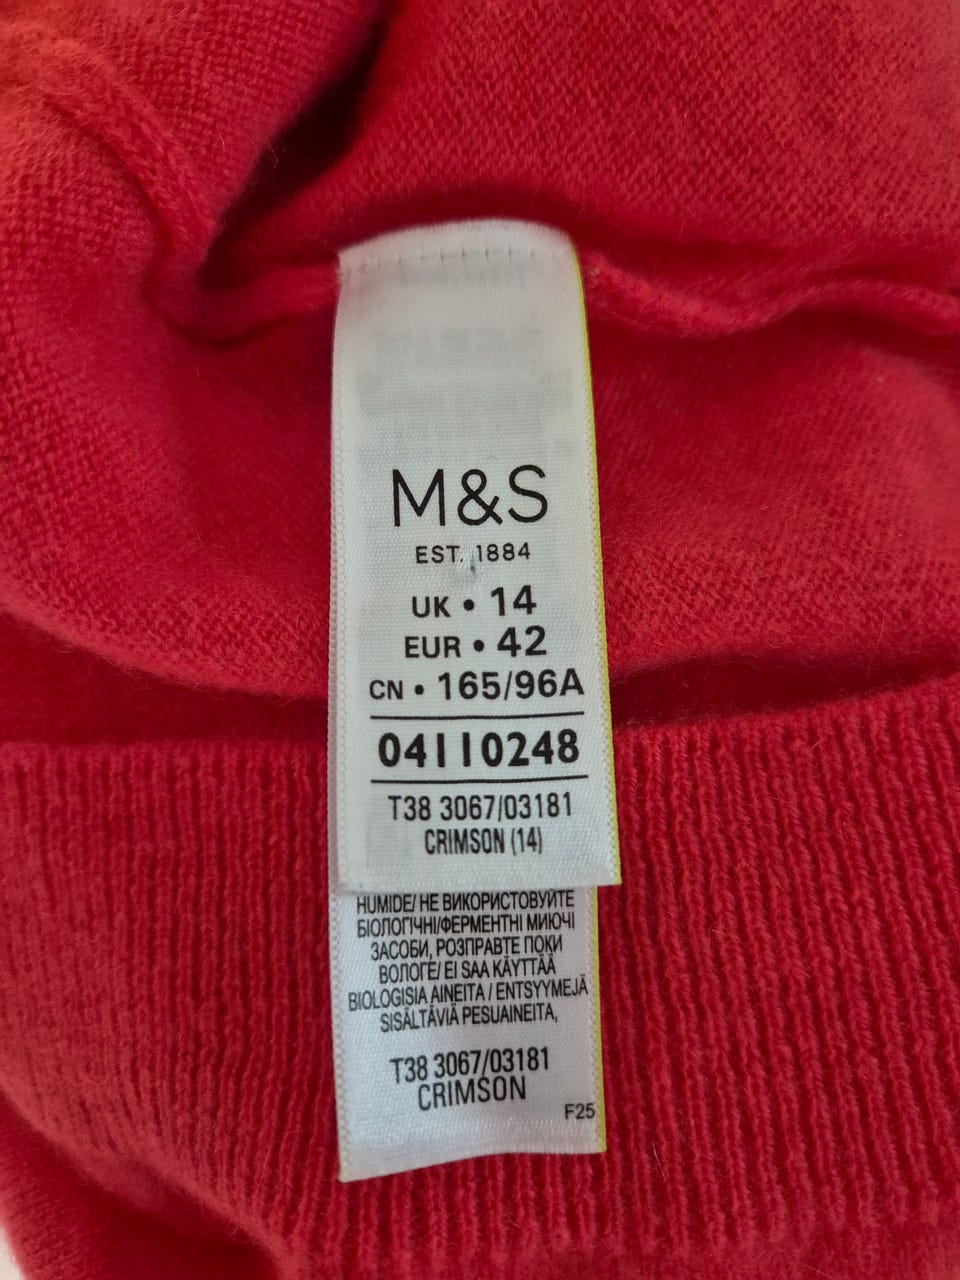 M&S
EST. 1884
UK • 14
EUR • 42
CN • 165/96A
04110248
T38 3067/03181
CRIMSON (14)
HUMIDE/ НЕ ВИКОРИСТОВУЙТЕ
БІОЛОГІЧНІ/ФЕРМЕНТНІ МИЮЧІ
ЗАСОБИ, РОЗПРАВТЕ ПОКИ
ВОЛОГЕ/ EI SAA KÄYTTÄÄ
BIOLOGISIA AINEITA / ENTSYYMEJÄ
SISÄLTÄVIÄ PESUAINEITA,
T38 3067/03181
CRIMSON
F25